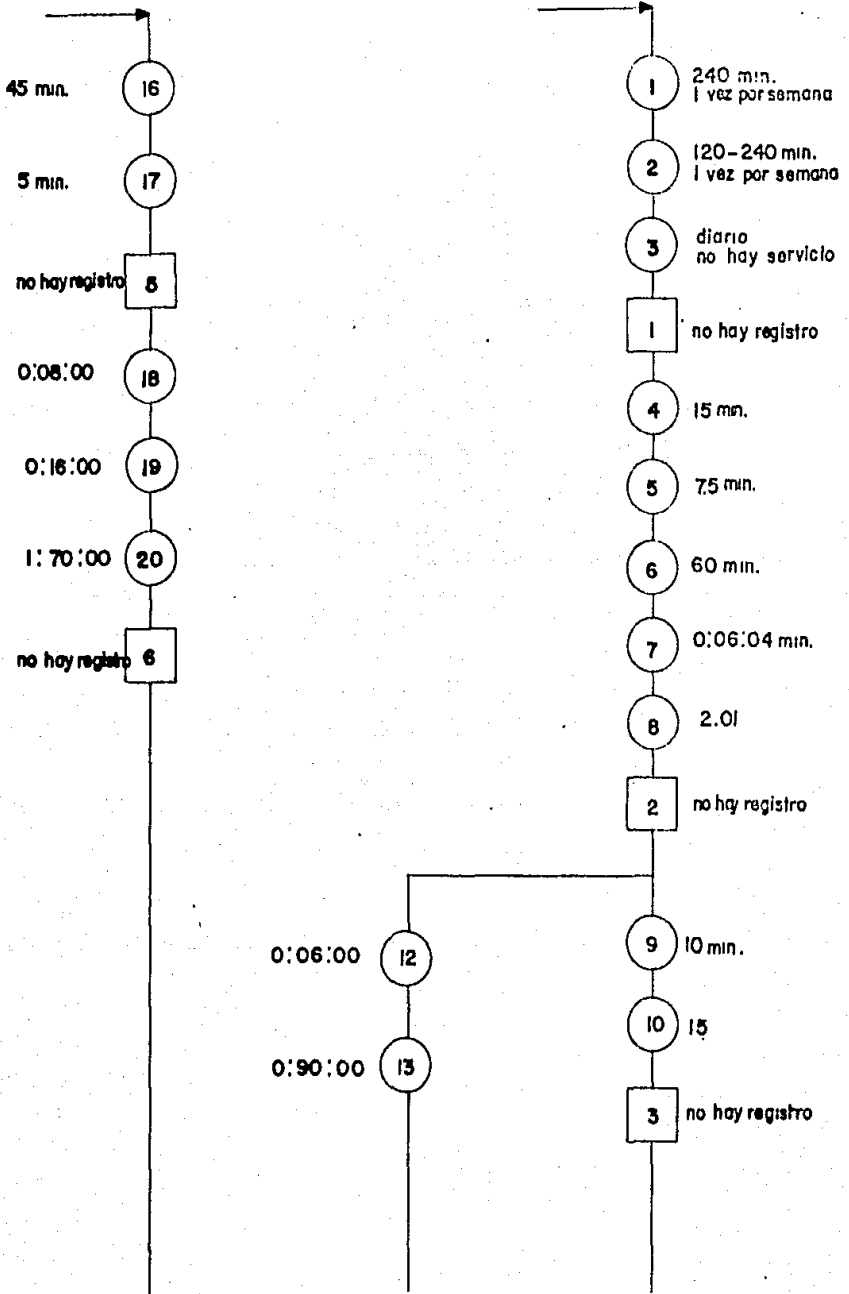 45 min.
16
5 min.
17
no hay registro
5
0:08:00
18
0:16:00
19
1:70:00
20
no hay registro
6
1
240 min.
1 vez por semana
2
120-240 min.
1 vez por semana
3
diario
no hay servicio
1
no hay registro
4
15 min.
5
7.5 min.
6
60 min.
7
0:06:04 min.
8
2.01
2
no hay registro
0:06:00
12
0:90:00
13
9
10 min.
10
15
3
no hay registro